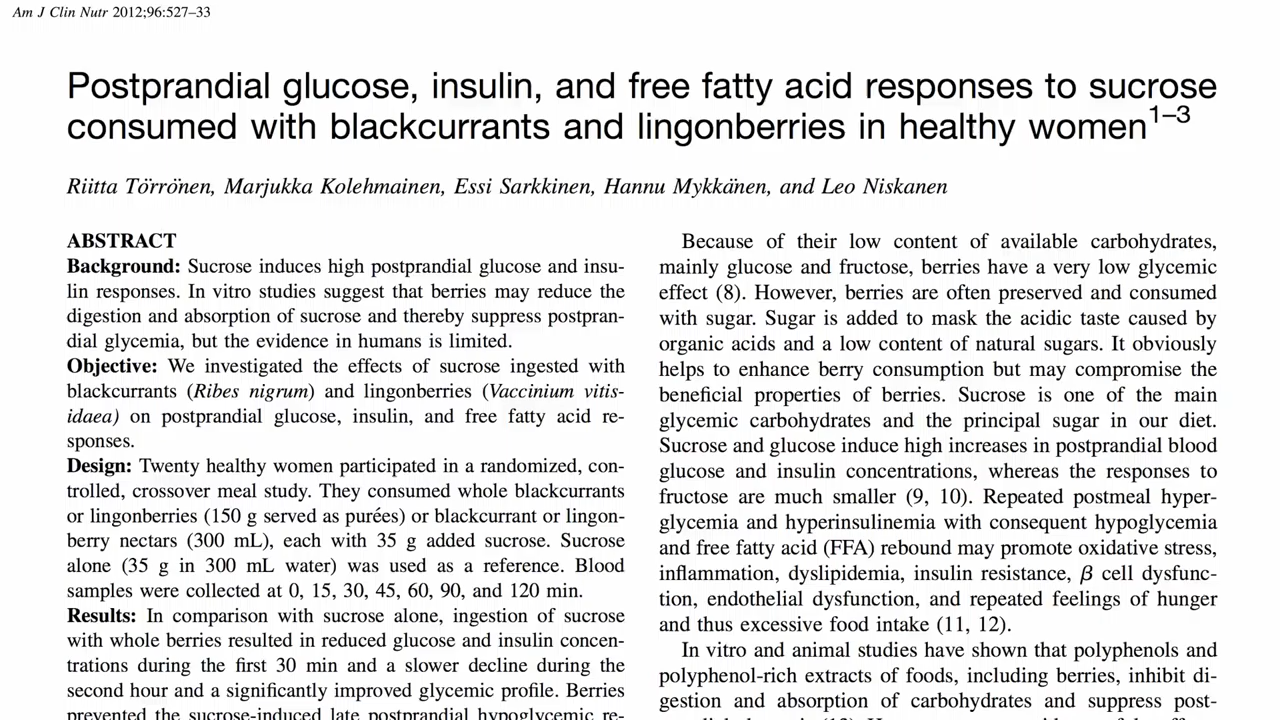 Am J Clin Nutr 2012;96:527–33
Postprandial glucose, insulin, and free fatty acid responses to sucrose
consumed with blackcurrants and lingonberries in healthy women1–3
Riitta Törrönen, Marjukka Kolehmainen, Essi Sarkkinen, Hannu Mykkänen, and Leo Niskanen
ABSTRACT
Background: Sucrose induces high postprandial glucose and insu-
lin responses. In vitro studies suggest that berries may reduce the
digestion and absorption of sucrose and thereby suppress postpran-
dial glycemia, but the evidence in humans is limited.
Objective: We investigated the effects of sucrose ingested with
blackcurrants (Ribes nigrum) and lingonberries (Vaccinium vitis-
idaea) on postprandial glucose, insulin, and free fatty acid re-
sponses.
Design: Twenty healthy women participated in a randomized, con-
trolled, crossover meal study. They consumed whole blackcurrants
or lingonberries (150 g served as purées) or blackcurrant or lingon-
berry nectars (300 mL), each with 35 g added sucrose. Sucrose
alone (35 g in 300 mL water) was used as a reference. Blood
samples were collected at 0, 15, 30, 45, 60, 90, and 120 min.
Results: In comparison with sucrose alone, ingestion of sucrose
with whole berries resulted in reduced glucose and insulin concen-
trations during the first 30 min and a slower decline during the
second hour and a significantly improved glycemic profile. Berries
prevented the sucrose-induced late postprandial hypoglycemic re-
Because of their low content of available carbohydrates,
mainly glucose and fructose, berries have a very low glycemic
effect (8). However, berries are often preserved and consumed
with sugar. Sugar is added to mask the acidic taste caused by
organic acids and a low content of natural sugars. It obviously
helps to enhance berry consumption but may compromise the
beneficial properties of berries. Sucrose is one of the main
glycemic carbohydrates and the principal sugar in our diet.
Sucrose and glucose induce high increases in postprandial blood
glucose and insulin concentrations, whereas the responses to
fructose are much smaller (9, 10). Repeated postmeal hyper-
glycemia and hyperinsulinemia with consequent hypoglycemia
and free fatty acid (FFA) rebound may promote oxidative stress,
inflammation, dyslipidemia, insulin resistance, β cell dysfunc-
tion, endothelial dysfunction, and repeated feelings of hunger
and thus excessive food intake (11, 12).
In vitro and animal studies have shown that polyphenols and
polyphenol-rich extracts of foods, including berries, inhibit di-
gestion and absorption of carbohydrates and suppress post-